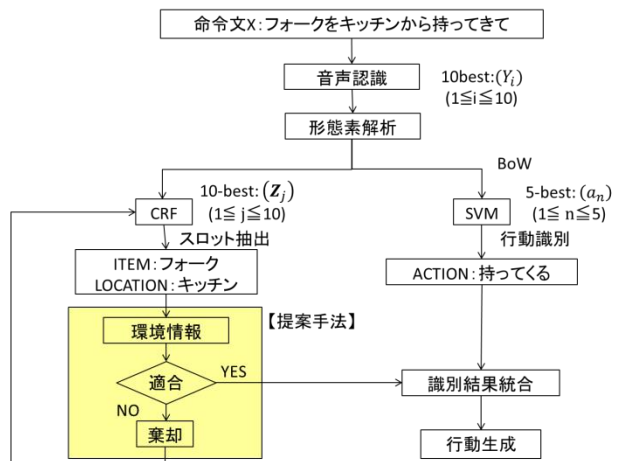 命令文X:フォークをキッチンから持ってきて
音声認識
10best:(Y_i)
(1≦i≦10)
形態素解析
BoW
10-best:(Z_j)
(1≦ j≦10)
CRF
スロット抽出
5-best:(a_n)
(1≦ n≦5)
SVM
行動識別
ITEM:フォーク
LOCATION:キッチン
ACTION:持ってくる
【提案手法】
環境情報
適合
YES
NO
棄却
識別結果統合
行動生成